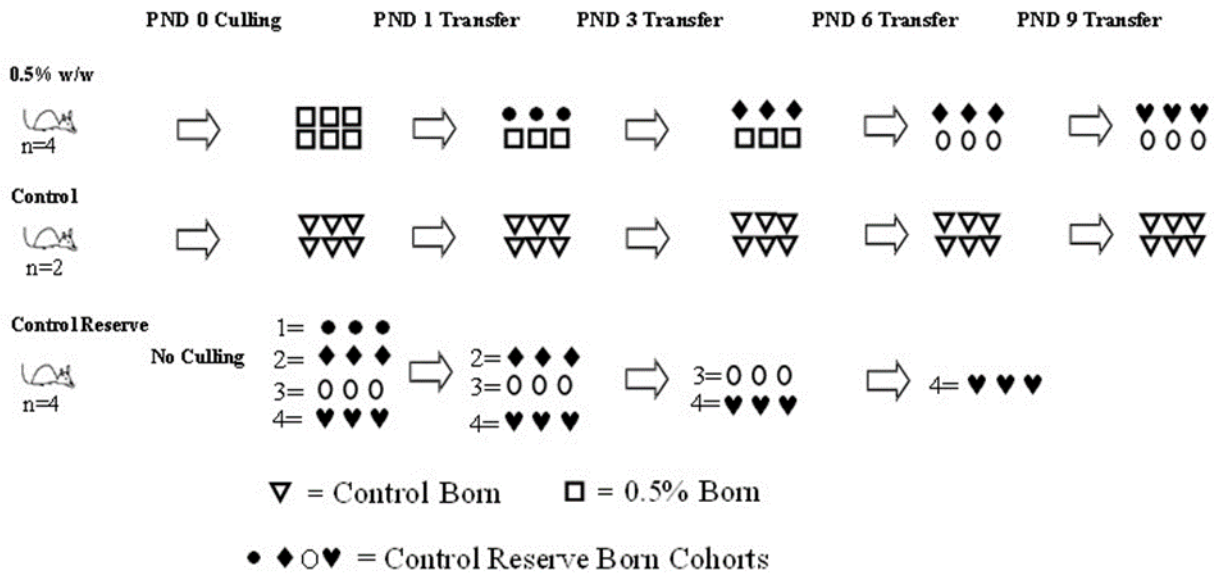 PND 0 Culling PND 1 Transfer PND 3 Transfer PND 6 Transfer PND 9 Transfer
0.5% w/w
n=4
Control
n=2
Control Reserve
No Culling
n=4
1=
2=
3=
4=
2=
3=
4=
3=
4=
4=
= Control Born = 0.5% Born
= Control Reserve Born Cohorts